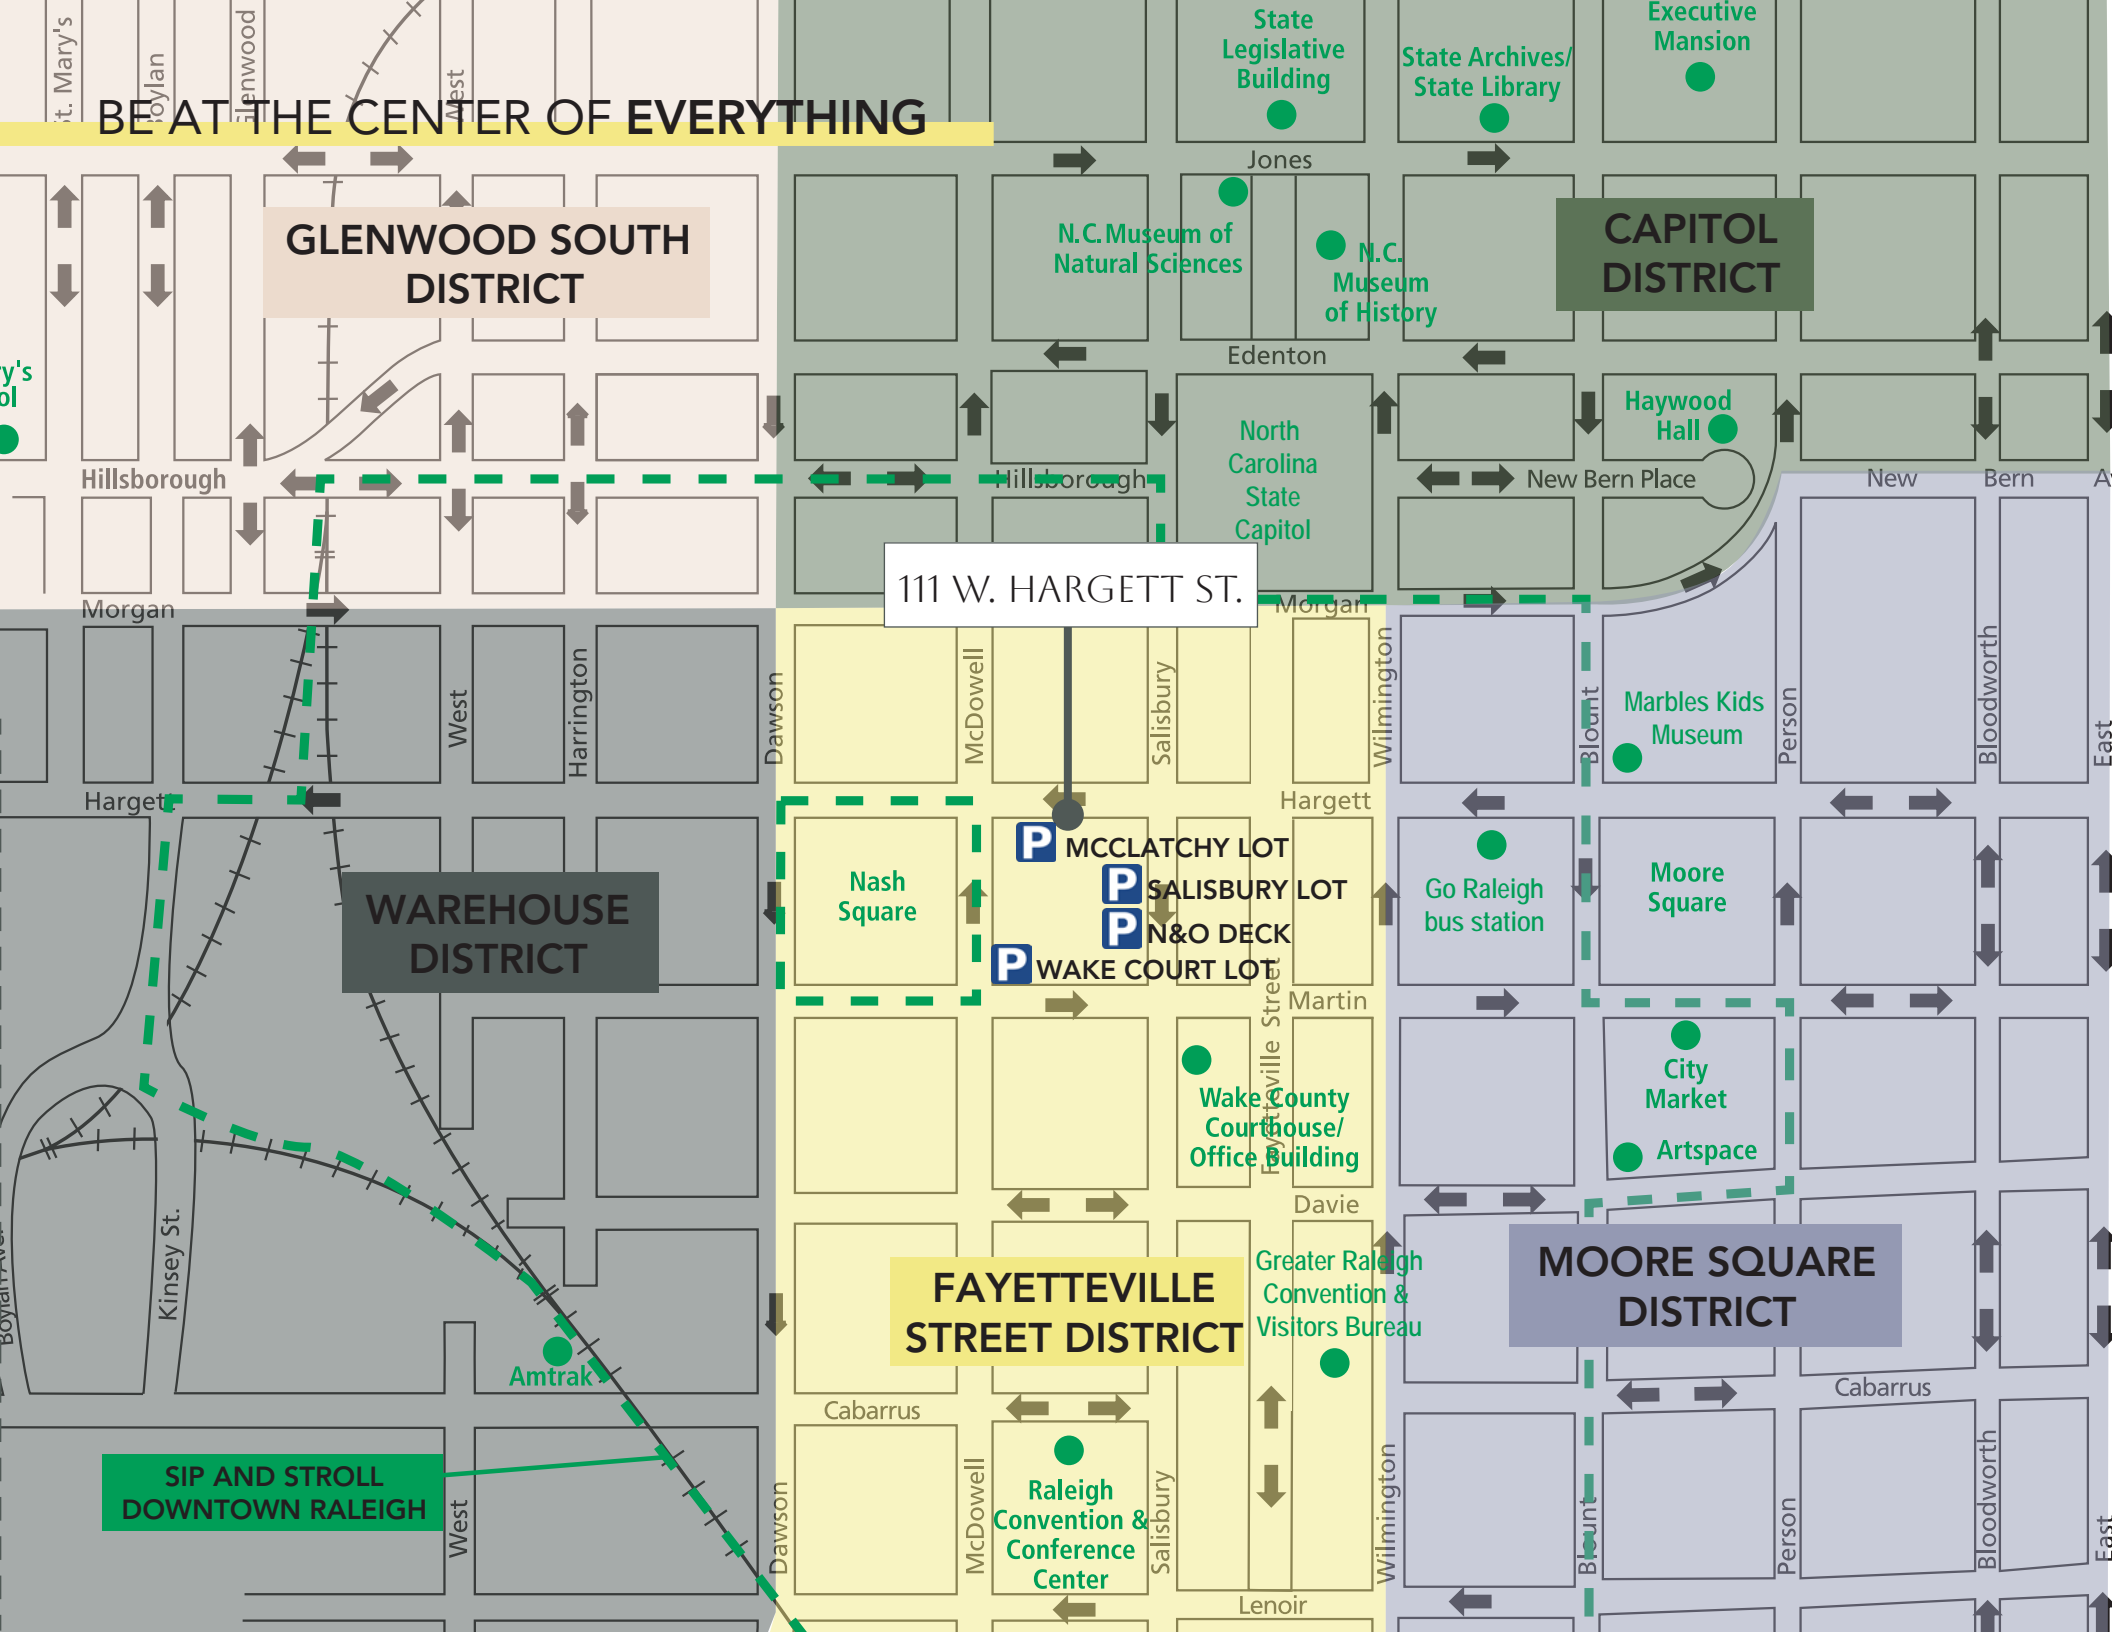 State
Legislative
Building
State Archives/
State Library
Executive
Mansion
St. Mary's
Boylan
Glenwood
West
BE AT THE CENTER OF EVERYTHING
Jones
GLENWOOD SOUTH
DISTRICT
N.C. Museum of
Natural Sciences
N.C.
Museum
of History
CAPITOL
DISTRICT
Edenton
y's
ol
North
Carolina
State
Capitol
Haywood
Hall
Hillsborough
Hillsborough
New Bern Place
New
Bern
A
111 W. HARGETT ST.
Morgan
Morgan
West
Harrington
Dawson
McDowell
Salisbury
Wilmington
Blount
Marbles Kids
Museum
Person
Bloodworth
East
Hargett
Hargett
P MCCLATCHY LOT
P SALISBURY LOT
P N&O DECK
P WAKE COURT LOT
Nash
Square
Go Raleigh
bus station
Moore
Square
WAREHOUSE
DISTRICT
Fayetteville Street
Martin
City
Market
Artspace
Wake County
Courthouse/
Office Building
Davie
Boylan Ave.
Kinsey St.
Greater Raleigh
Convention &
Visitors Bureau
FAYETTEVILLE
STREET DISTRICT
MOORE SQUARE
DISTRICT
Amtrak
Cabarrus
Cabarrus
SIP AND STROLL
DOWNTOWN RALEIGH
West
Dawson
McDowell
Raleigh
Convention &
Conference
Center
Salisbury
Wilmington
Blount
Person
Bloodworth
East
Lenoir